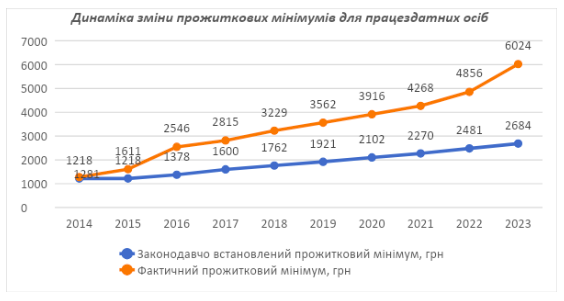 Динаміка зміни прожиткових мінімумів для працездатних осіб
7000
6000
5000
4000
3000
2000
1000
0
1218 1611 2546 2815 3229 3562 3916 4268 4856 6024
1281 1218 1378 1600 1762 1921 2102 2270 2481 2684
2014 2015 2016 2017 2018 2019 2020 2021 2022 2023
Законодавчо встановлений прожитковий мінімум, грн
Фактичний прожитковий мінімум, грн